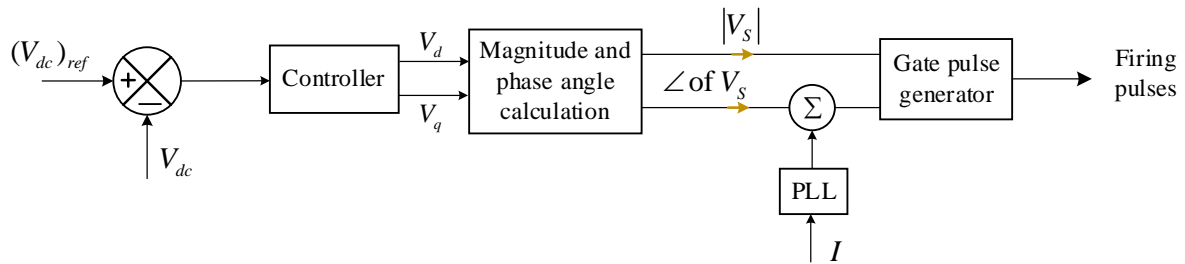 (V_dc)_ref
+
−
V_dc
Controller
V_d
V_q
Magnitude and
phase angle
calculation
|V_S|
∠ of V_S
Σ
PLL
I
Gate pulse
generator
Firing
pulses